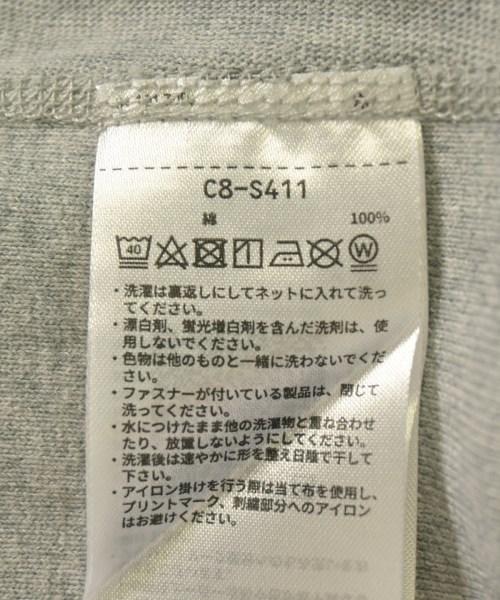 C8-S411
綿 100%
40
W
・洗濯は裏返しにしてネットに入れて洗っ
てください。
・漂白剤、蛍光増白剤を含んだ洗剤は、使
用しないでください。
・色物は他のものと一緒に洗わないでくだ
さい。
・ファスナーが付いている製品は、閉じて
洗ってください。
・水につけたまま他の洗濯物と重ね合わせ
たり、放置しないようにしてください。
・洗濯後は速やかに形を整え日陰で干して
下さい。
・アイロン掛けを行う際は当て布を使用し、
プリントマーク、刺繍部分へのアイロン
はお避けください。